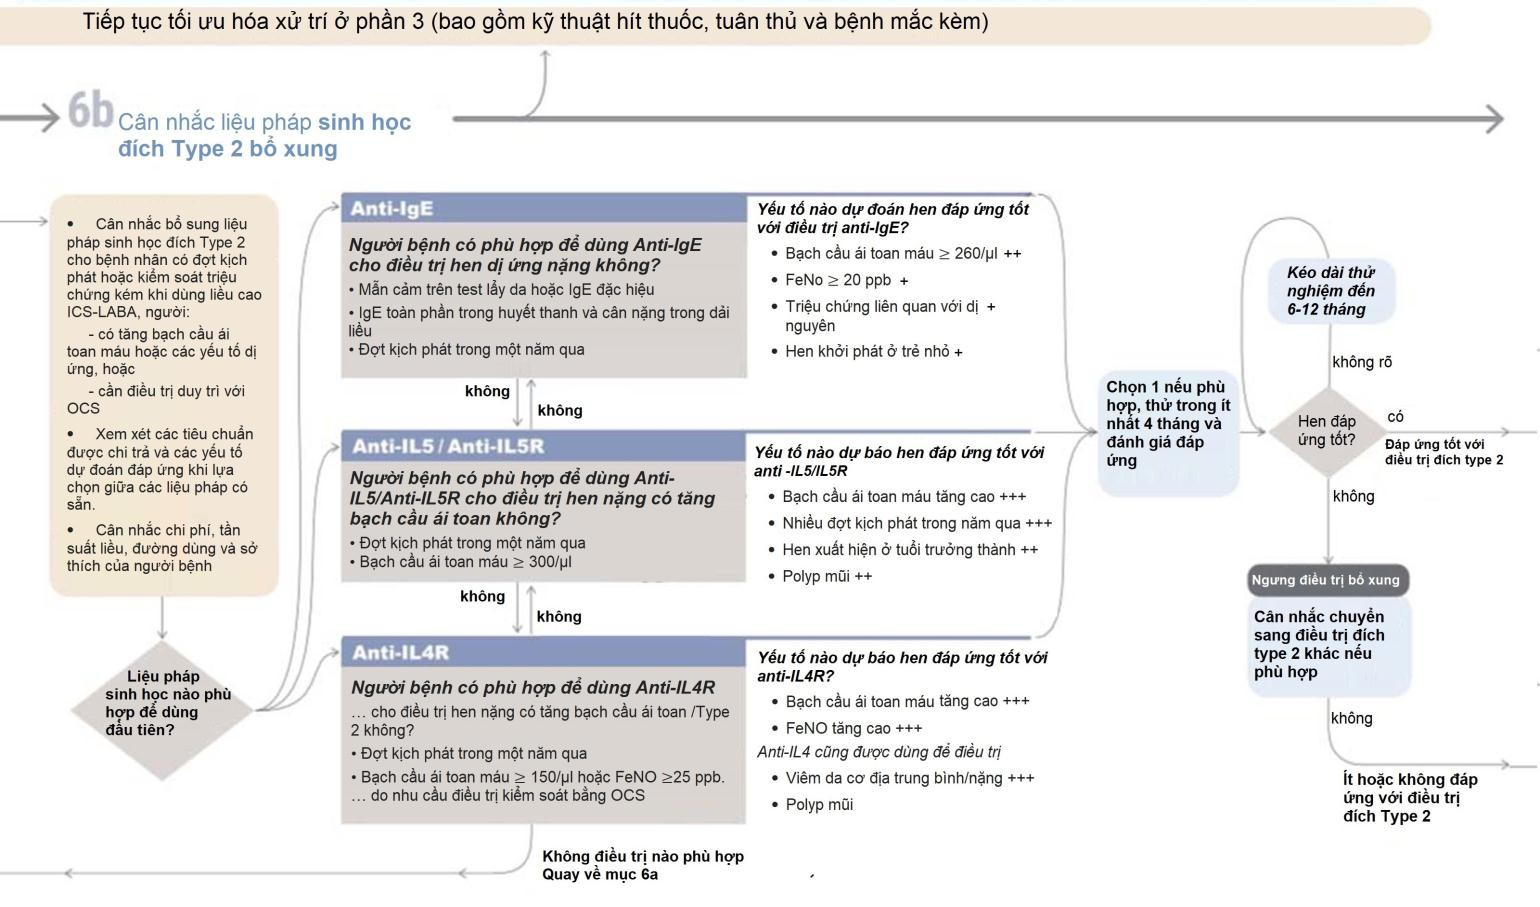 Tiếp tục tối ưu hóa xử trí ở phần 3 (bao gồm kỹ thuật hít thuốc, tuân thủ và bệnh mắc kèm)
6b
Cân nhắc liệu pháp sinh học
đích Type 2 bổ xung
• Cân nhắc bổ sung liệu
pháp sinh học đích Type 2
cho bệnh nhân có đợt kịch
phát hoặc kiểm soát triệu
chứng kém khi dùng liều cao
ICS-LABA, người:
- có tăng bạch cầu ái
toan máu hoặc các yếu tố dị
ứng, hoặc
- cần điều trị duy trì với
OCS
• Xem xét các tiêu chuẩn
được chi trả và các yếu tố
dự đoán đáp ứng khi lựa
chọn giữa các liệu pháp có
sẵn.
• Cân nhắc chi phí, tần
suất liều, đường dùng và sở
thích của người bệnh
Liệu pháp
sinh học nào phù
hợp để dùng
đầu tiên?
Anti-IgE
Người bệnh có phù hợp để dùng Anti-IgE
cho điều trị hen dị ứng nặng không?
• Mẫn cảm trên test lẩy da hoặc IgE đặc hiệu
• IgE toàn phần trong huyết thanh và cân nặng trong dải
liều
• Đợt kịch phát trong một năm qua
Yếu tố nào dự đoán hen đáp ứng tốt
với điều trị anti-IgE?
• Bạch cầu ái toan máu ≥ 260/µl ++
• FeNo ≥ 20 ppb +
• Triệu chứng liên quan với dị +
nguyên
• Hen khởi phát ở trẻ nhỏ +
không
không
Anti-IL5 / Anti-IL5R
Người bệnh có phù hợp để dùng Anti-
IL5/Anti-IL5R cho điều trị hen nặng có tăng
bạch cầu ái toan không?
• Đợt kịch phát trong một năm qua
• Bạch cầu ái toan máu ≥ 300/µl
Yếu tố nào dự báo hen đáp ứng tốt với
anti -IL5/IL5R
• Bạch cầu ái toan máu tăng cao +++
• Nhiều đợt kịch phát trong năm qua +++
• Hen xuất hiện ở tuổi trưởng thành ++
• Polyp mũi ++
không
không
Anti-IL4R
Người bệnh có phù hợp để dùng Anti-IL4R
… cho điều trị hen nặng có tăng bạch cầu ái toan /Type
2 không?
• Đợt kịch phát trong một năm qua
• Bạch cầu ái toan máu ≥ 150/µl hoặc FeNO ≥25 ppb.
… do nhu cầu điều trị kiểm soát bằng OCS
Yếu tố nào dự báo hen đáp ứng tốt với
anti-IL4R?
• Bạch cầu ái toan máu tăng cao +++
• FeNO tăng cao +++
Anti-IL4 cũng được dùng để điều trị
• Viêm da cơ địa trung bình/nặng +++
• Polyp mũi
Không điều trị nào phù hợp
Quay về mục 6a
Chọn 1 nếu phù
hợp, thử trong ít
nhất 4 tháng và
đánh giá đáp
ứng
Kéo dài thử
nghiệm đến
6-12 tháng
không rõ
Hen đáp
ứng tốt?
có
Đáp ứng tốt với
điều trị đích type 2
không
Ngưng điều trị bổ xung
Cân nhắc chuyển
sang điều trị đích
type 2 khác nếu
phù hợp
không
Ít hoặc không đáp
ứng với điều trị
đích Type 2